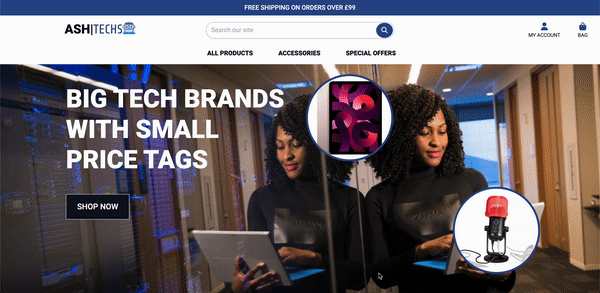 FREE SHIPPING ON ORDERS OVER £99
ASH|TECHS
Search our site
MY ACCOUNT
BAG
ALL PRODUCTS
ACCESSORIES
SPECIAL OFFERS
BIG TECH BRANDS
WITH SMALL
PRICE TAGS
SHOP NOW